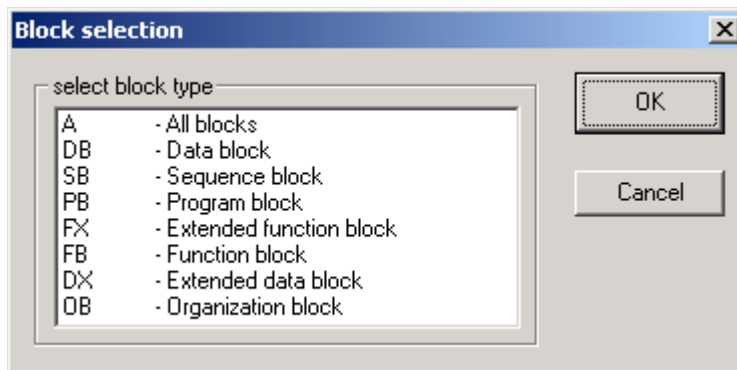 Block selection
select block type
A - All blocks
DB - Data block
SB - Sequence block
PB - Program block
FX - Extended function block
FB - Function block
DX - Extended data block
OB - Organization block
OK
Cancel